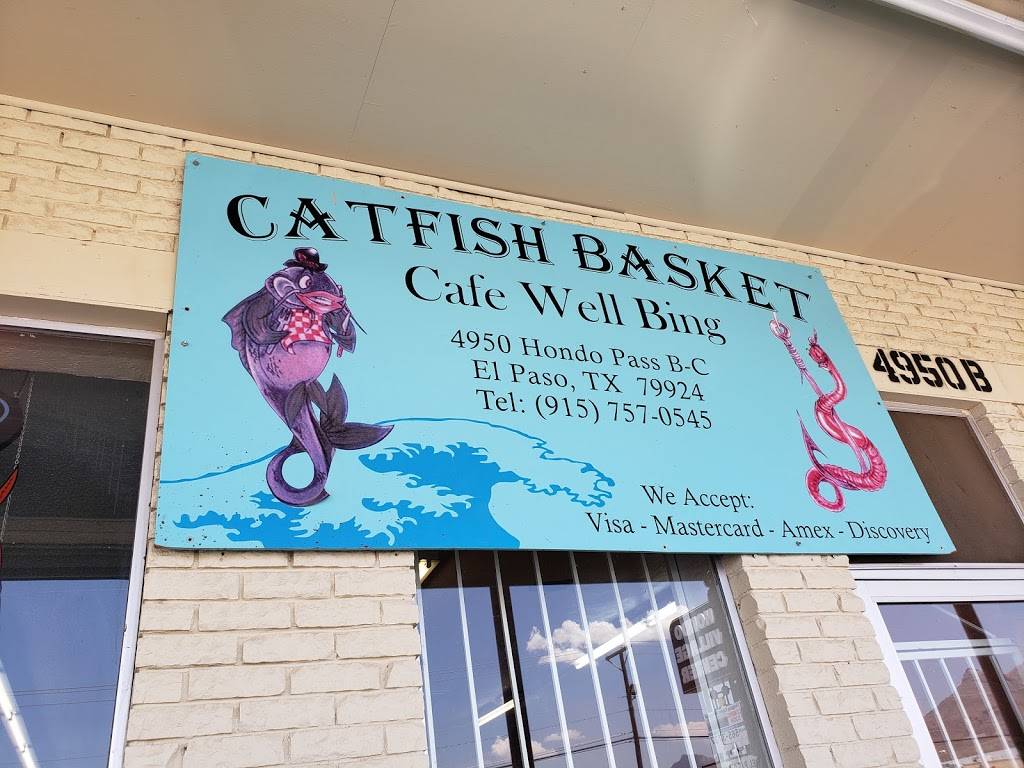 CATFISH BASKET
Cafe Well Bing
4950 Hondo Pass B-C
El Paso, TX 79924
Tel: (915) 757-0545
We Accept:
Visa - Mastercard - Amex - Discovery
4950 B